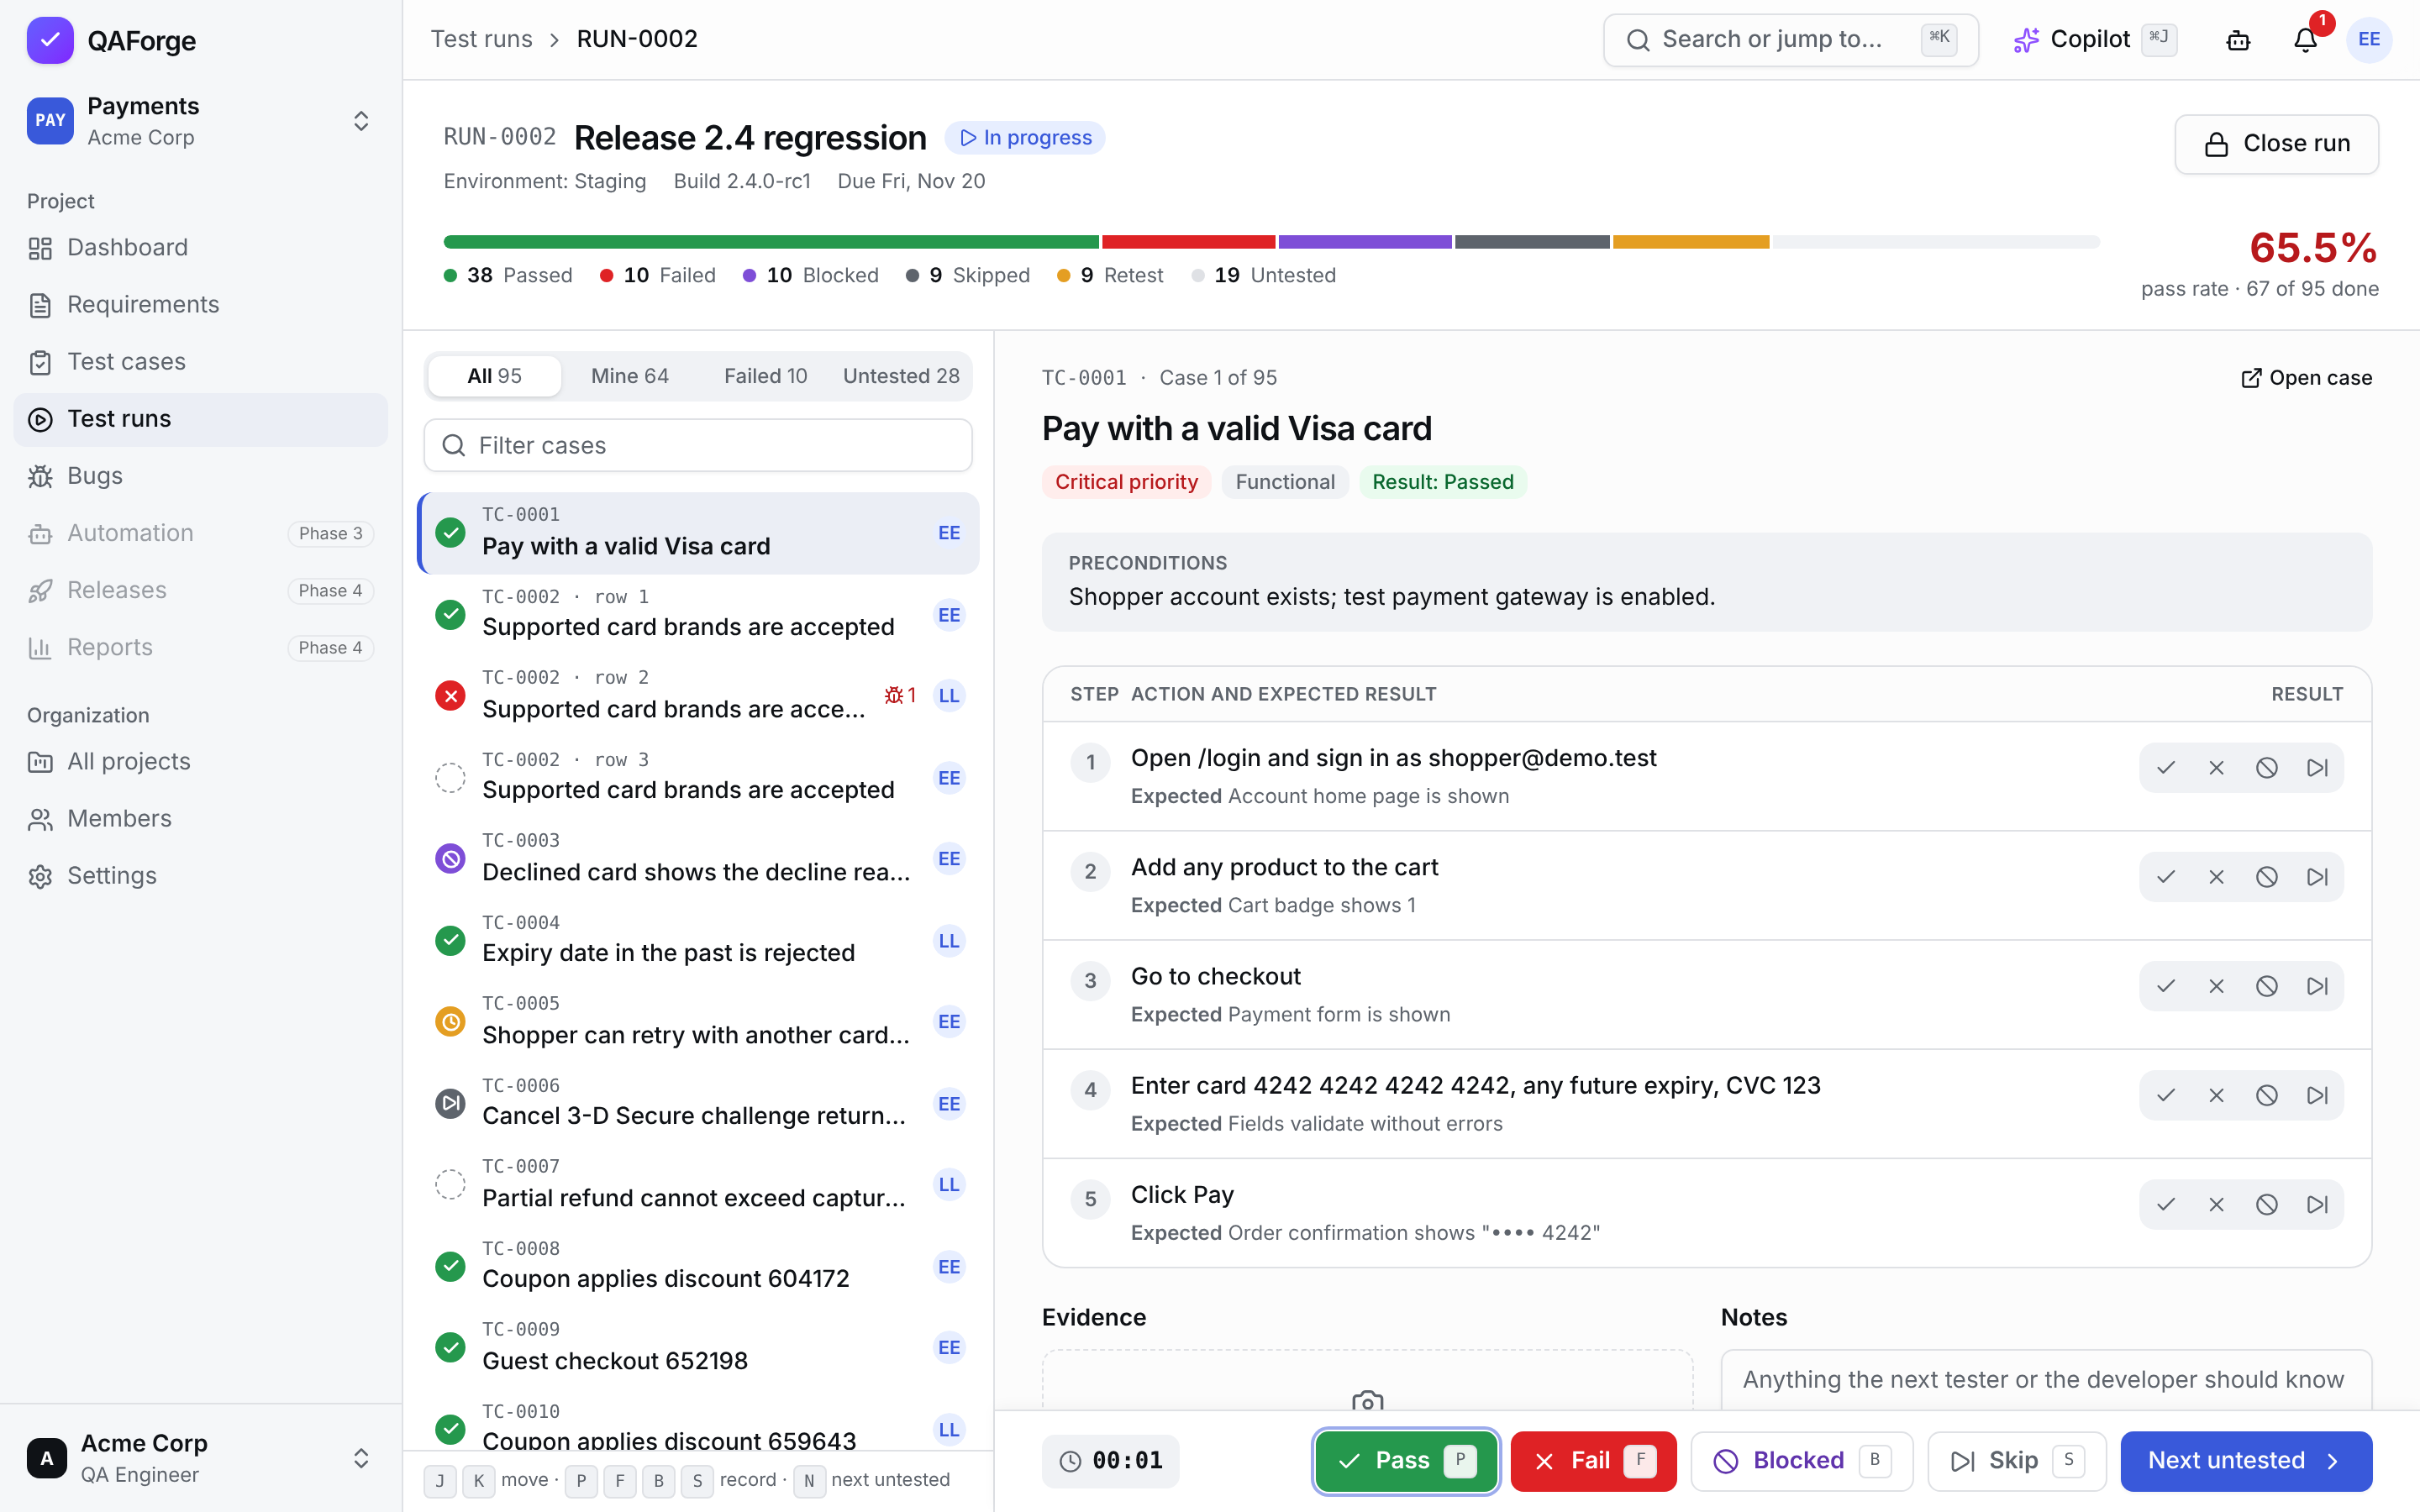 QAForge
PAY
Payments
Acme Corp
Project
Dashboard
Requirements
Test cases
Test runs
Bugs
Automation Phase 3
Releases Phase 4
Reports Phase 4
Organization
All projects
Members
Settings
A
Acme Corp
QA Engineer
Test runs > RUN-0002
Search or jump to... ⌘K
Copilot ⌘J
1
EE
RUN-0002 Release 2.4 regression In progress
Close run
Environment: Staging Build 2.4.0-rc1 Due Fri, Nov 20
38 Passed 10 Failed 10 Blocked 9 Skipped 9 Retest 19 Untested
65.5%
pass rate · 67 of 95 done
All 95 Mine 64 Failed 10 Untested 28
Filter cases
TC-0001
Pay with a valid Visa card EE
TC-0002 · row 1
Supported card brands are accepted EE
TC-0002 · row 2
Supported card brands are acce... 1 LL
TC-0002 · row 3
Supported card brands are accepted EE
TC-0003
Declined card shows the decline rea... EE
TC-0004
Expiry date in the past is rejected LL
TC-0005
Shopper can retry with another card... EE
TC-0006
Cancel 3-D Secure challenge return... EE
TC-0007
Partial refund cannot exceed captur... LL
TC-0008
Coupon applies discount 604172 EE
TC-0009
Guest checkout 652198 EE
TC-0010
Coupon applies discount 659643 LL
J K move · P F B S record · N next untested
TC-0001 · Case 1 of 95
Open case
Pay with a valid Visa card
Critical priority Functional Result: Passed
PRECONDITIONS
Shopper account exists; test payment gateway is enabled.
STEP ACTION AND EXPECTED RESULT RESULT
1 Open /login and sign in as shopper@demo.test
Expected Account home page is shown
2 Add any product to the cart
Expected Cart badge shows 1
3 Go to checkout
Expected Payment form is shown
4 Enter card 4242 4242 4242 4242, any future expiry, CVC 123
Expected Fields validate without errors
5 Click Pay
Expected Order confirmation shows "•••• 4242"
Evidence
Notes
Anything the next tester or the developer should know
00:01
Pass P
Fail F
Blocked B
Skip S
Next untested >